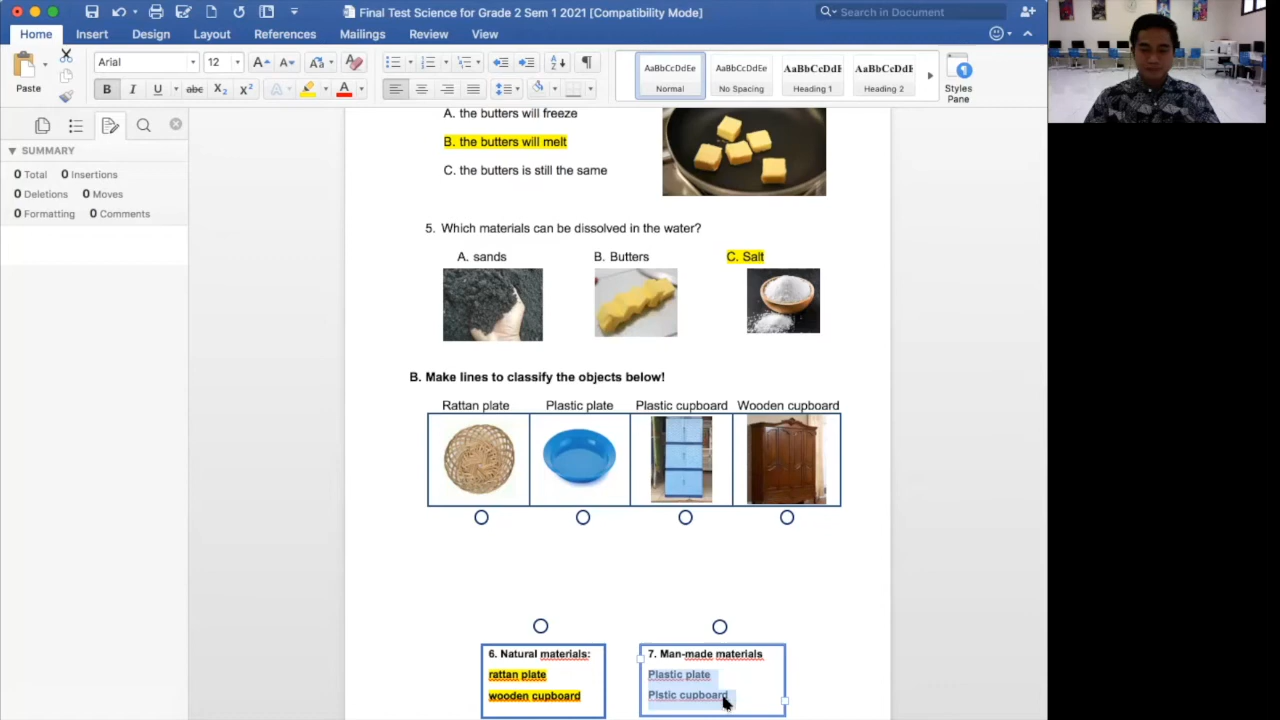 Final Test Science for Grade 2 Sem 1 2021 [Compatibility Mode]
Search in Document
Home Insert Design Layout References Mailings Review View
Paste
Arial
12
B I U abc X₂ X²
AaBbCcDdEe
Normal
AaBbCcDdEe
No Spacing
AaBbCcDdE
Heading 1
AaBbCcDdE
Heading 2
Styles
Pane
SUMMARY
0 Total 0 Insertions
0 Deletions 0 Moves
0 Formatting 0 Comments
A. the butters will freeze
B. the butters will melt
C. the butters is still the same
5. Which materials can be dissolved in the water?
A. sands B. Butters C. Salt
B. Make lines to classify the objects below!
Rattan plate Plastic plate Plastic cupboard Wooden cupboard
6. Natural materials:
rattan plate
wooden cupboard
7. Man-made materials
Plastic plate
Plstic cupboard